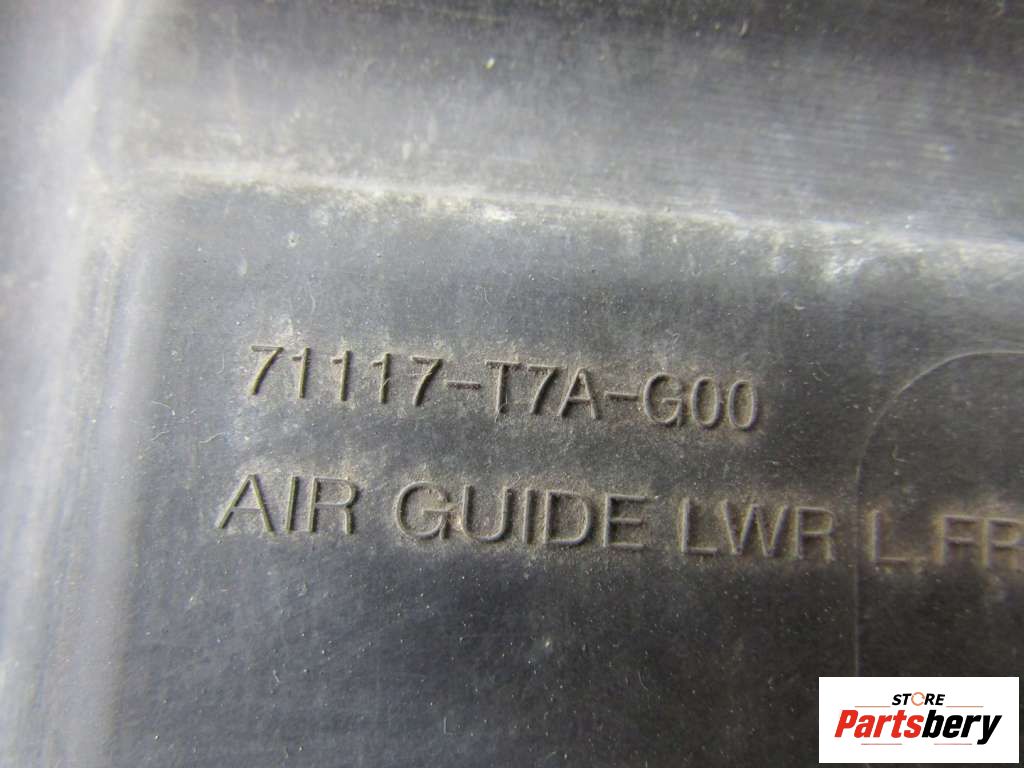 71117-T7A-G00
AIR GUIDE LWR L.FR
STORE
Partsbery